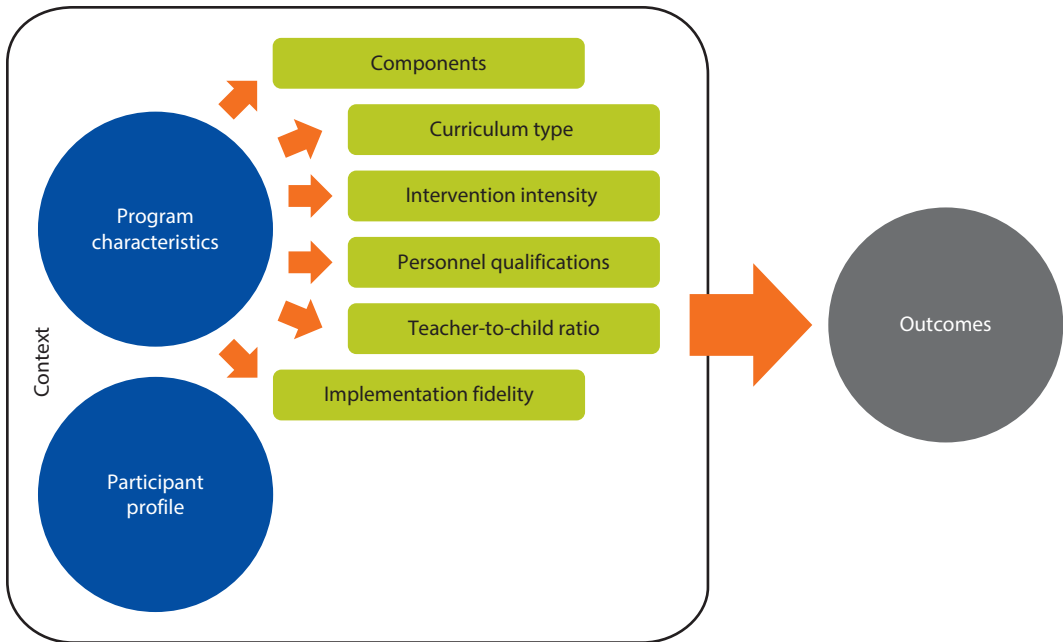 Components
Curriculum type
Intervention intensity
Program
characteristics
Personnel qualifications
Teacher-to-child ratio
Implementation fidelity
Context
Participant
profile
Outcomes